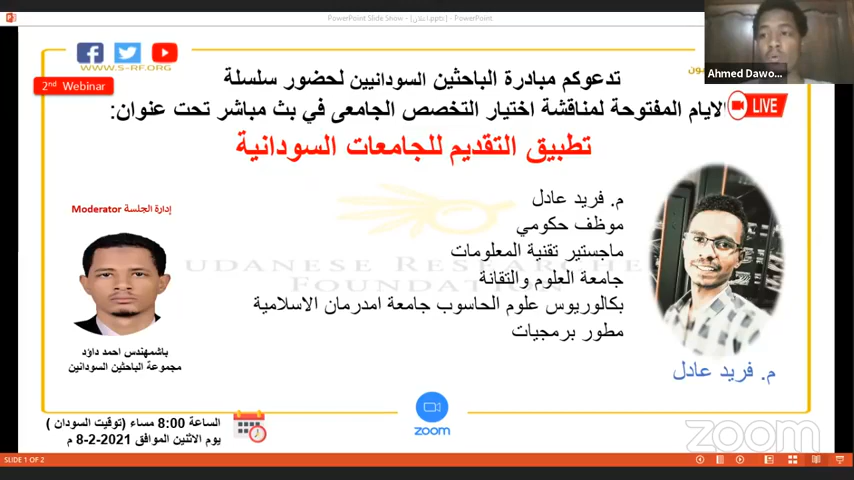 PowerPoint Slide Show - [اعلان.pptx] - PowerPoint
Ahmed Dawo...
WWW.S-RF.ORG
2nd Webinar
تدعوكم مبادرة الباحثين السودانيين لحضور سلسلة
الايام المفتوحة لمناقشة اختيار التخصص الجامعى في بث مباشر تحت عنوان:
LIVE
تطبيق التقديم للجامعات السودانية
م. فريد عادل
موظف حكومي
ماجستير تقنية المعلومات
جامعة العلوم والتقانة
بكالوريوس علوم الحاسوب جامعة امدرمان الاسلامية
مطور برمجيات
م. فريد عادل
إدارة الجلسة Moderator
باشمهندس احمد داؤد
مجموعة الباحثين السودانين
UDANESE RESEARCHE
FOUNDATION
الساعة 8:00 مساء (توقيت السودان )
يوم الاثنين الموافق 2021-2-8 م
zoom
zoom
SLIDE 1 OF 2